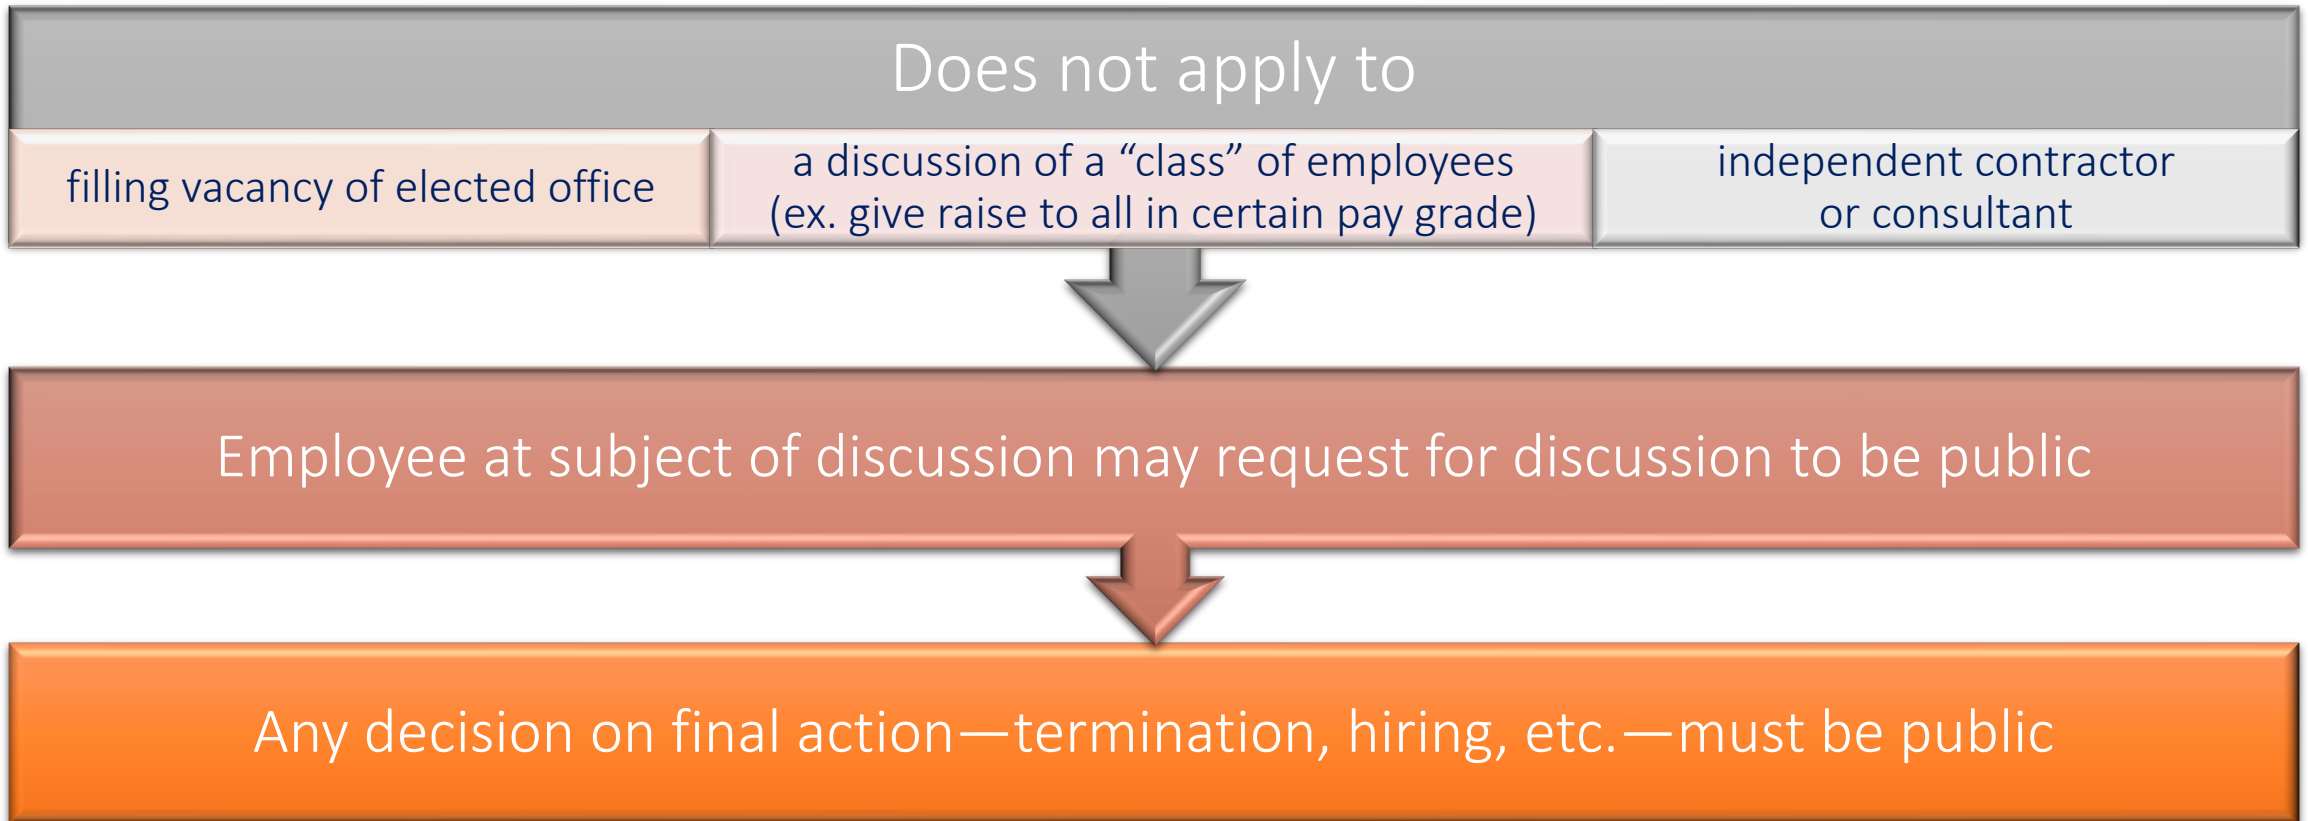 Does not apply to
filling vacancy of elected office
a discussion of a “class” of employees
(ex. give raise to all in certain pay grade)
independent contractor
or consultant
Employee at subject of discussion may request for discussion to be public
Any decision on final action—termination, hiring, etc.—must be public